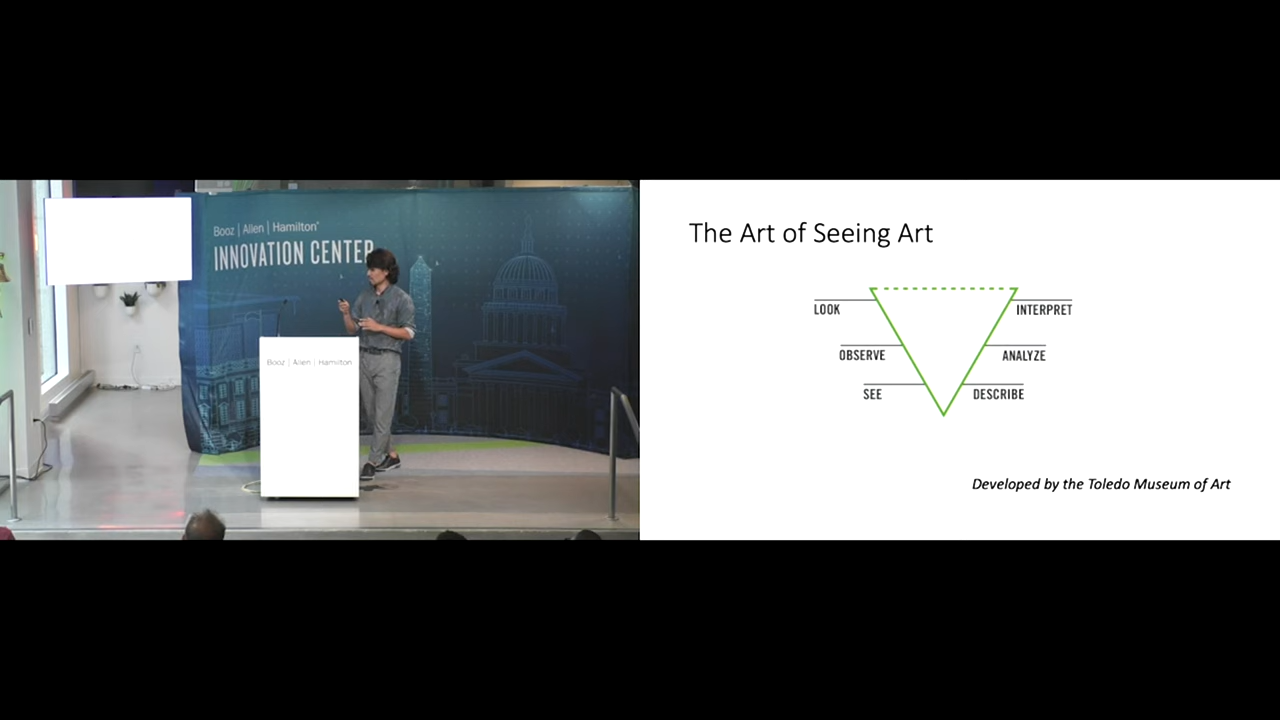 Booz | Allen | Hamilton®
INNOVATION CENTER
Booz | Allen | Hamilton
The Art of Seeing Art
LOOK
INTERPRET
OBSERVE
ANALYZE
SEE
DESCRIBE
Developed by the Toledo Museum of Art